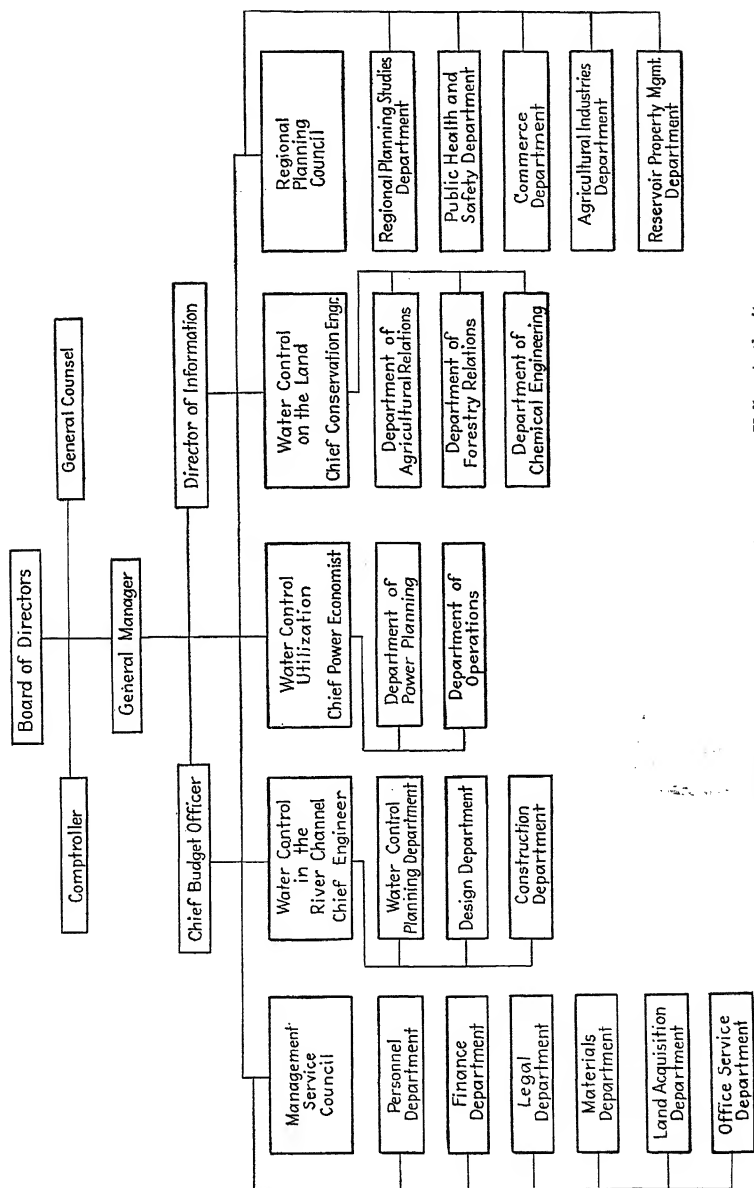 Board of Directors
Comptroller
General Counsel
General Manager
Chief Budget Officer
Director of Information
Management
Service
Council
Personnel
Department
Finance
Department
Legal
Department
Materials
Department
Land Acquisition
Department
Office Service
Department
Water Control
in the
River Channel
Chief Engineer
Water Control
Planning Department
Design Department
Construction
Department
Water Control
Utilization
Chief Power Economist
Department of
Power Planning
Department of
Operations
Water Control
on the Land
Chief Conservation Engr.
Department of
Agricultural Relations
Department of
Forestry Relations
Department of
Chemical Engineering
Regional
Planning
Council
Regional Planning Studies
Department
Public Health and
Safety Department
Commerce
Department
Agricultural Industries
Department
Reservoir Property Mgmt.
Department